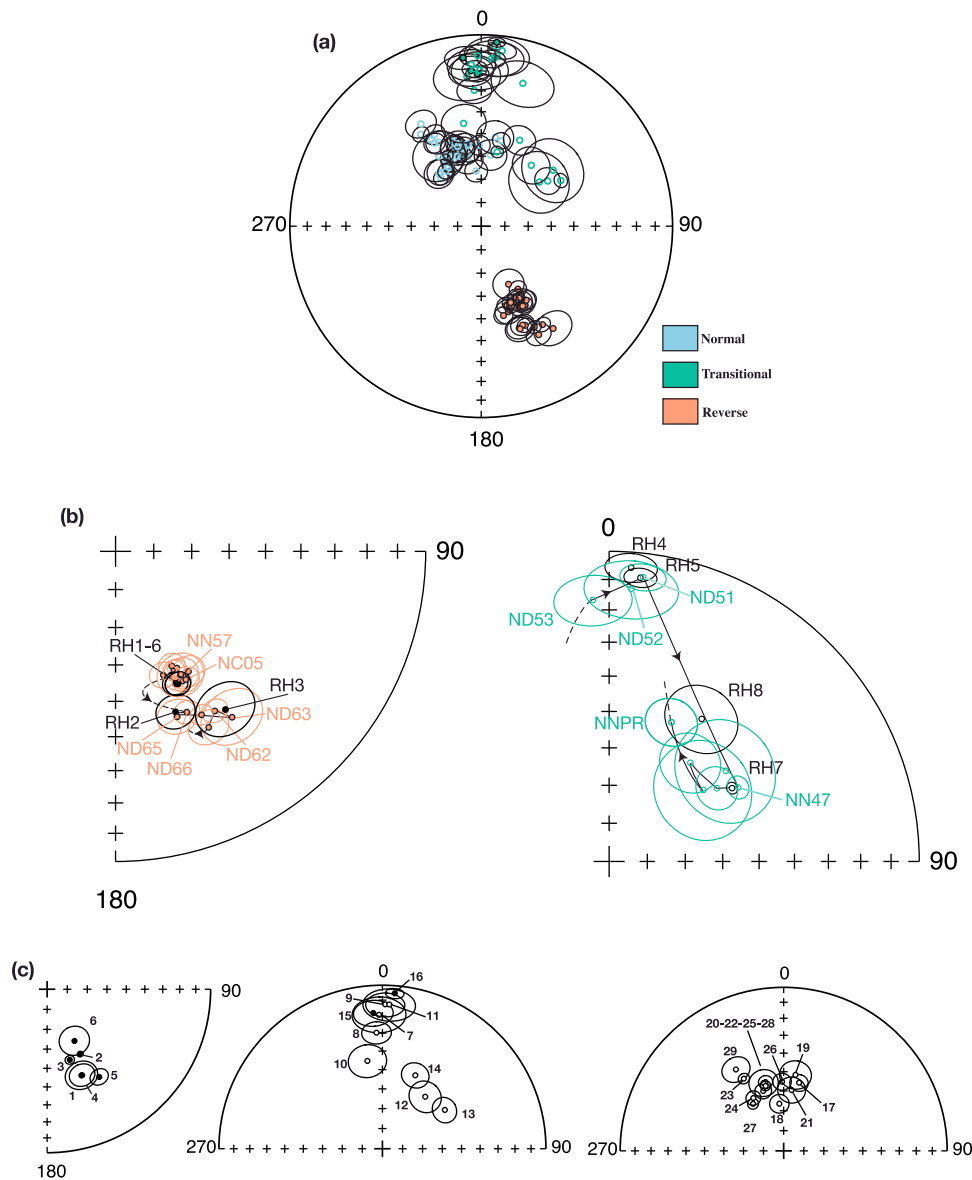 (a)
0
270
90
180
Normal
Transitional
Reverse
(b)
90
180
RH1-6
NN57
NC05
RH3
RH2
ND63
ND65
ND62
ND66
0
RH4
RH5
ND51
ND53
ND52
RH8
NNPR
RH7
NN47
90
(c)
90
180
6
2
3
5
1
4
0
16
9
15
11
8
7
10
14
12
13
270
90
0
20-22-25-28
26
19
29
23
24
17
18
21
27
270
90